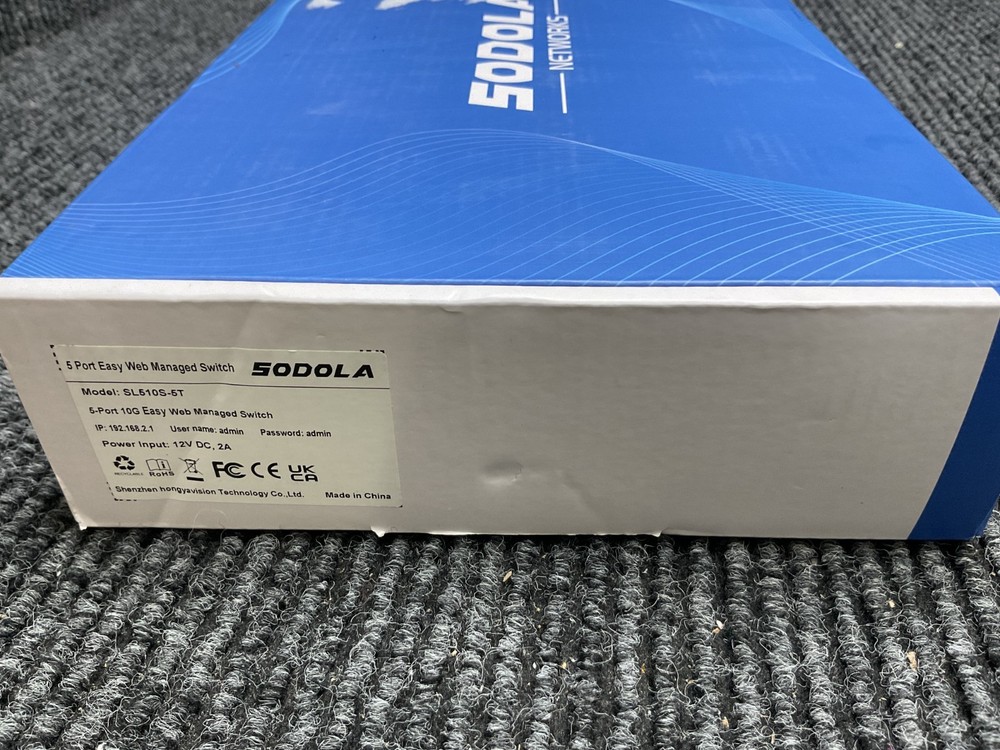 SODOLA
NETWORKS
5 Port Easy Web Managed Switch SODOLA
Model: SL510S-5T
5-Port 10G Easy Web Managed Switch
IP: 192.168.2.1 User name: admin Password: admin
Power Input: 12V DC, 2A
RECYCLABLE RoHS FC CE UK CA
Shenzhen hongyavision Technology Co.,Ltd. Made in China